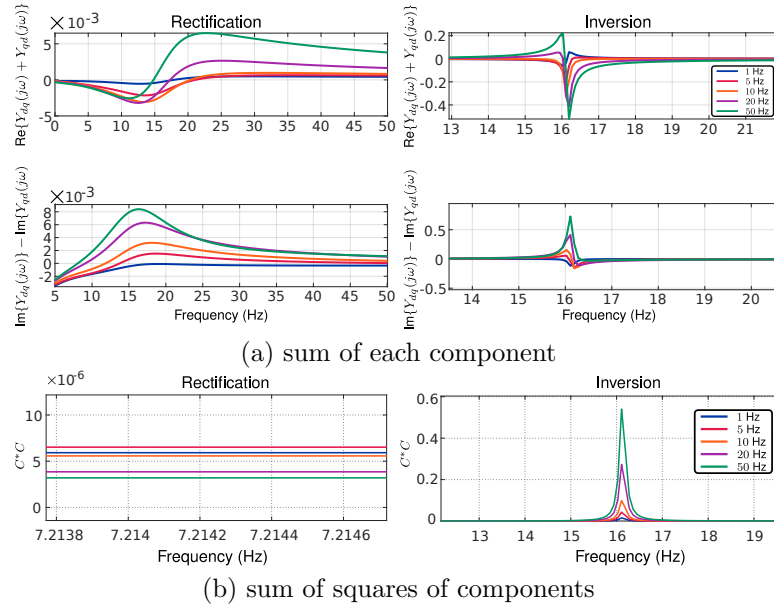 Rectification
Inversion
×10⁻³
Re{Y_dq(jω) + Y_qd(jω)}
5
0
-5
0 5 10 15 20 25 30 35 40 45 50
Re{Y_dq(jω) + Y_qd(jω)}
0.2
0
-0.2
-0.4
13 14 15 16 17 18 19 20 21
1 Hz
5 Hz
10 Hz
20 Hz
50 Hz
×10⁻³
Im{Y_dq(jω)} − Im{Y_qd(jω)}
8
6
4
2
0
-2
5 10 15 20 25 30 35 40 45 50
Frequency (Hz)
Im{Y_dq(jω)} − Im{Y_qd(jω)
0.5
0
-0.5
14 15 16 17 18 19 20
Frequency (Hz)
(a) sum of each component
Rectification
×10⁻⁶
C*C
10
5
0
7.2138 7.214 7.2142 7.2144 7.2146
Frequency (Hz)
Inversion
C*C
0.6
0.4
0.2
0
13 14 15 16 17 18 19
Frequency (Hz)
1 Hz
5 Hz
10 Hz
20 Hz
50 Hz
(b) sum of squares of components